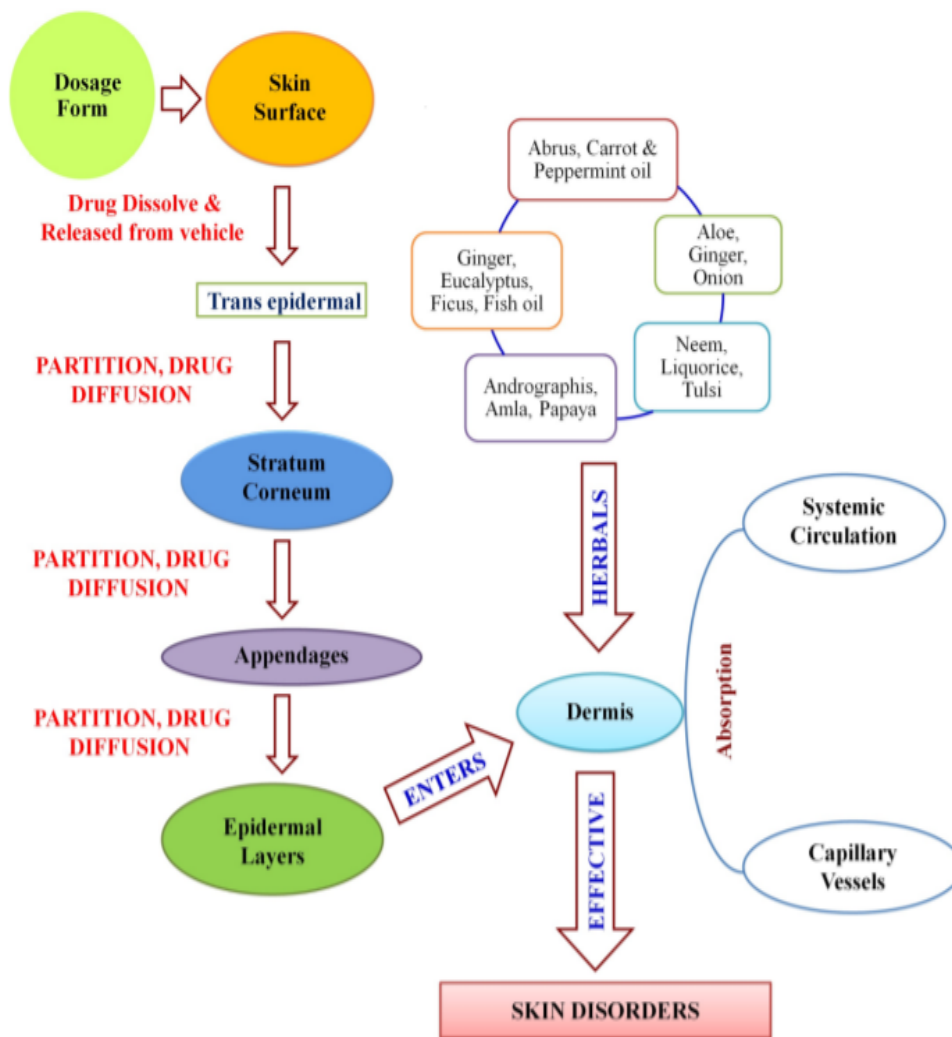 Dosage
Form
Skin
Surface
Drug Dissolve &
Released from vehicle
Trans epidermal
PARTITION, DRUG
DIFFUSION
Stratum
Corneum
PARTITION, DRUG
DIFFUSION
Appendages
PARTITION, DRUG
DIFFUSION
Epidermal
Layers
ENTERS
Abrus, Carrot &
Peppermint oil
Aloe,
Ginger,
Onion
Neem,
Liquorice,
Tulsi
Andrographis,
Amla, Papaya
Ginger,
Eucalyptus,
Ficus, Fish oil
HERBALS
Dermis
Absorption
Systemic
Circulation
Capillary
Vessels
EFFECTIVE
SKIN DISORDERS